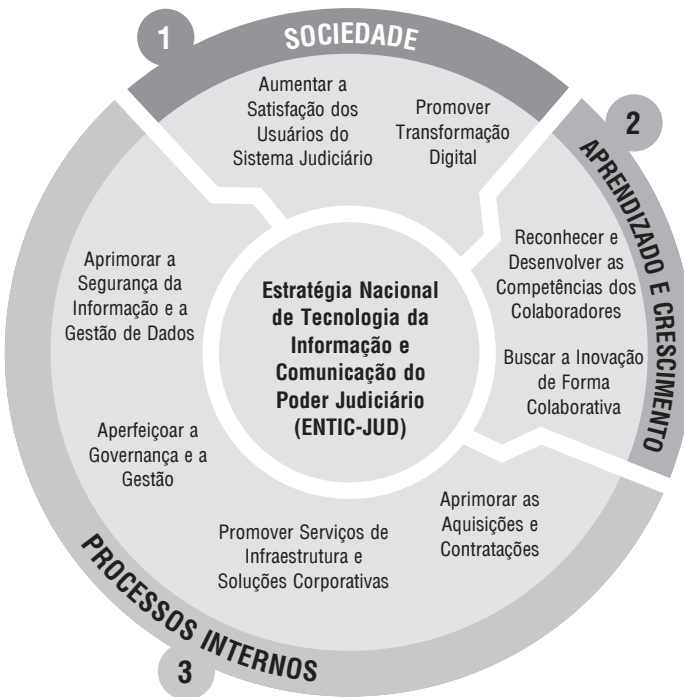 1
SOCIEDADE
Aumentar a
Satisfação dos
Usuários do
Sistema Judiciário
Promover
Transformação
Digital
2
APRENDIZADO E CRESCIMENTO
Reconhecer e
Desenvolver as
Competências dos
Colaboradores
Buscar a Inovação
de Forma
Colaborativa
Estratégia Nacional
de Tecnologia da
Informação e
Comunicação do
Poder Judiciário
(ENTIC-JUD)
3
PROCESSOS INTERNOS
Aprimorar a
Segurança da
Informação e a
Gestão de Dados
Aperfeiçoar a
Governança e a
Gestão
Promover Serviços de
Infraestrutura e
Soluções Corporativas
Aprimorar as
Aquisições e
Contratações